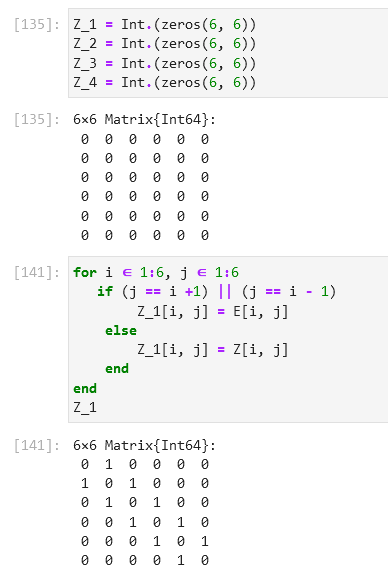 [135]: Z_1 = Int.(zeros(6, 6))
Z_2 = Int.(zeros(6, 6))
Z_3 = Int.(zeros(6, 6))
Z_4 = Int.(zeros(6, 6))
[135]: 6×6 Matrix{Int64}:
0 0 0 0 0 0
0 0 0 0 0 0
0 0 0 0 0 0
0 0 0 0 0 0
0 0 0 0 0 0
0 0 0 0 0 0
[141]: for i ∈ 1:6, j ∈ 1:6
if (j == i +1) || (j == i - 1)
Z_1[i, j] = E[i, j]
else
Z_1[i, j] = Z[i, j]
end
end
Z_1
[141]: 6×6 Matrix{Int64}:
0 1 0 0 0 0
1 0 1 0 0 0
0 1 0 1 0 0
0 0 1 0 1 0
0 0 0 1 0 1
0 0 0 0 1 0